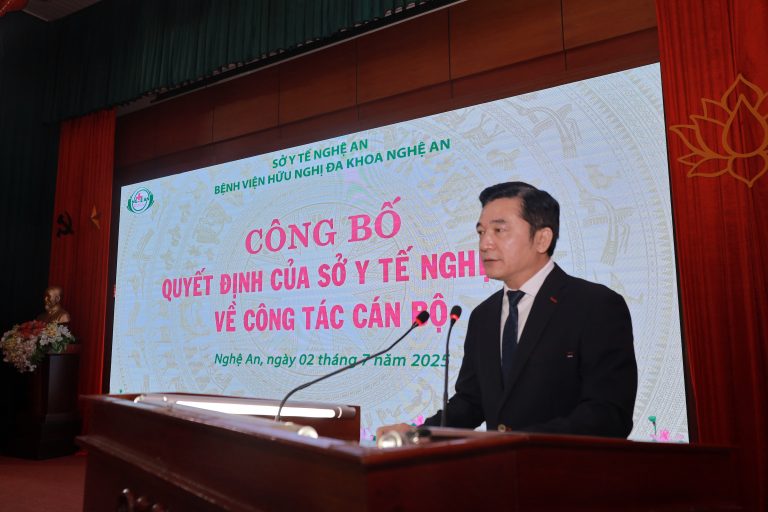 SỞ Y TẾ NGHỆ AN
BỆNH VIỆN HỮU NGHỊ ĐA KHOA NGHỆ AN
CÔNG BỐ
QUYẾT ĐỊNH CỦA SỞ Y TẾ NGHỆ
VỀ CÔNG TÁC CÁN BỘ
Nghệ An, ngày 02 tháng 7 năm 2025